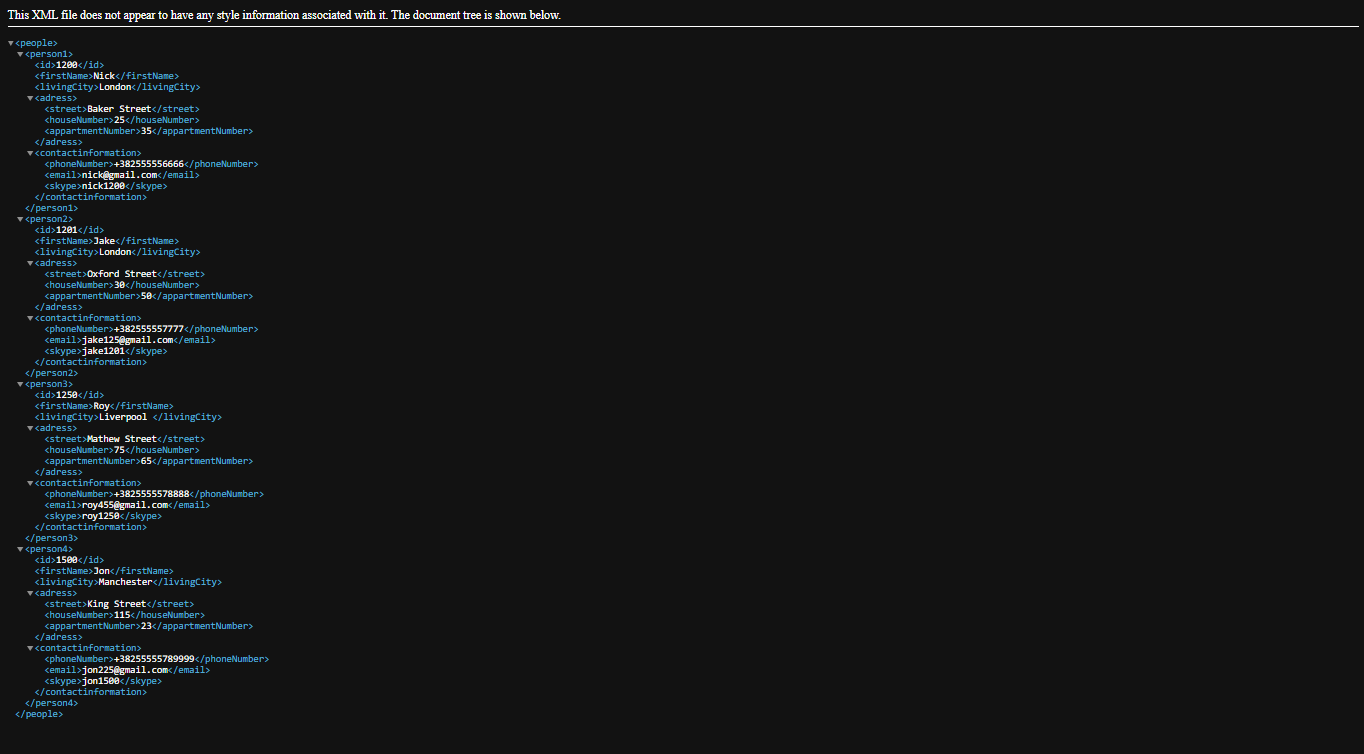 This XML file does not appear to have any style information associated with it. The document tree is shown below.
▼<people>
▼<person1>
<id>1200</id>
<firstName>Nick</firstName>
<livingCity>London</livingCity>
▼<adress>
<street>Baker Street</street>
<houseNumber>25</houseNumber>
<appartmentNumber>35</appartmentNumber>
</adress>
▼<contactinformation>
<phoneNumber>+382555556666</phoneNumber>
<email>nick@gmail.com</email>
<skype>nick1200</skype>
</contactinformation>
</person1>
▼<person2>
<id>1201</id>
<firstName>Jake</firstName>
<livingCity>London</livingCity>
▼<adress>
<street>Oxford Street</street>
<houseNumber>30</houseNumber>
<appartmentNumber>50</appartmentNumber>
</adress>
▼<contactinformation>
<phoneNumber>+382555557777</phoneNumber>
<email>jake125@gmail.com</email>
<skype>jake1201</skype>
</contactinformation>
</person2>
▼<person3>
<id>1250</id>
<firstName>Roy</firstName>
<livingCity>Liverpool </livingCity>
▼<adress>
<street>Mathew Street</street>
<houseNumber>75</houseNumber>
<appartmentNumber>65</appartmentNumber>
</adress>
▼<contactinformation>
<phoneNumber>+3825555578888</phoneNumber>
<email>roy455@gmail.com</email>
<skype>roy1250</skype>
</contactinformation>
</person3>
▼<person4>
<id>1500</id>
<firstName>Jon</firstName>
<livingCity>Manchester</livingCity>
▼<adress>
<street>King Street</street>
<houseNumber>115</houseNumber>
<appartmentNumber>23</appartmentNumber>
</adress>
▼<contactinformation>
<phoneNumber>+38255555789999</phoneNumber>
<email>jon225@gmail.com</email>
<skype>jon1500</skype>
</contactinformation>
</person4>
</people>